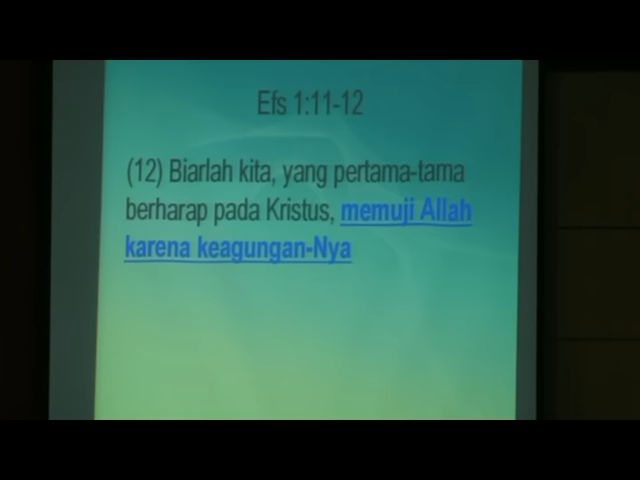 Efs 1:11-12
(12) Biarlah kita, yang pertama-tama
berharap pada Kristus, memuji Allah
karena keagungan-Nya